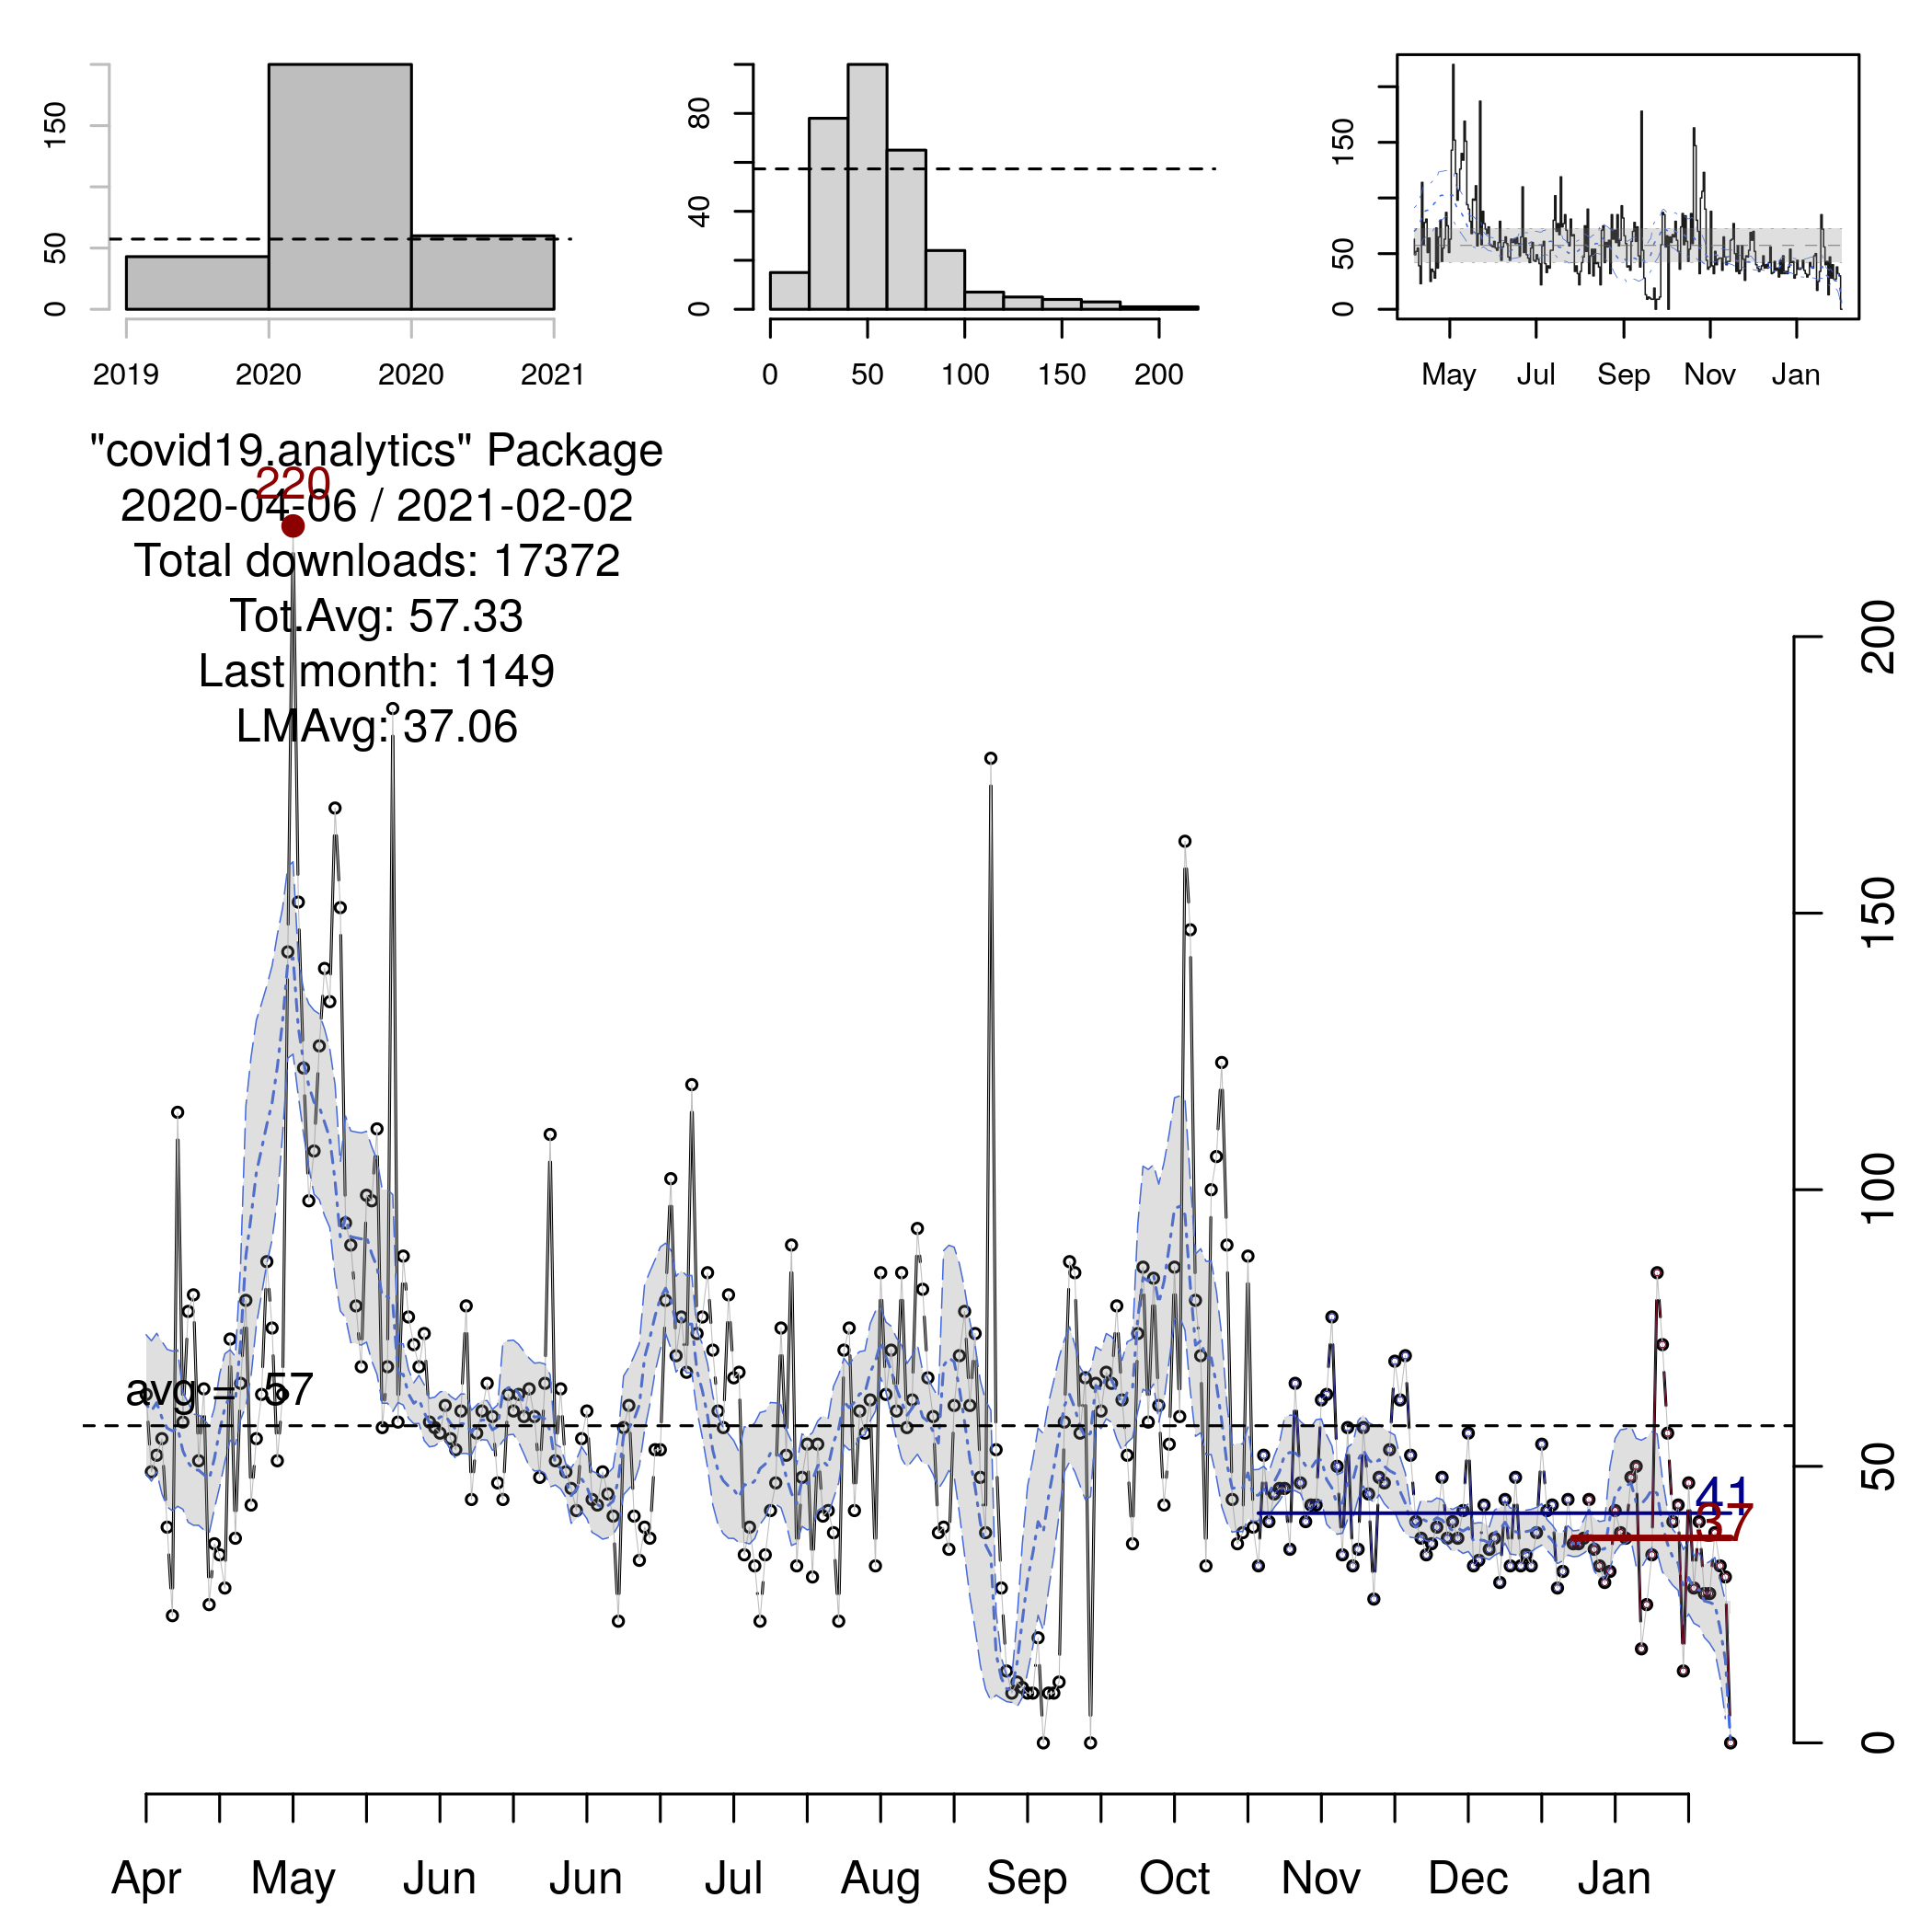 150
50
0
2019 2020 2020 2021
80
40
0
0 50 100 150 200
150
50
0
May Jul Sep Nov Jan
"covid19.analytics" Package
220
2020-04-06 / 2021-02-02
Total downloads: 17372
Tot.Avg: 57.33
Last month: 1149
LMAvg: 37.06
200
150
100
50
0
avg = 57
41
37
Apr May Jun Jun Jul Aug Sep Oct Nov Dec Jan